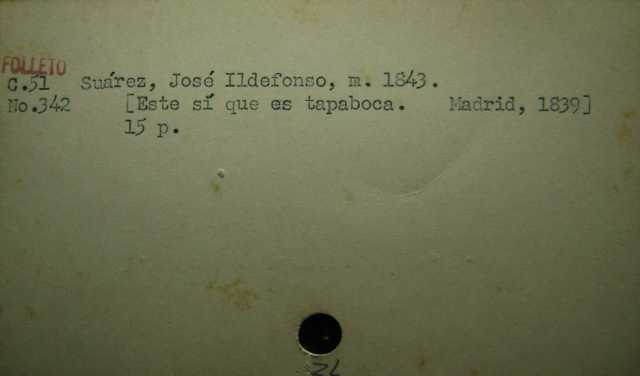 FOLLETO
C.51 Suárez, José Ildefonso, m. 1843.
No.342 [Este sí que es tapaboca. Madrid, 1839]
15 p.